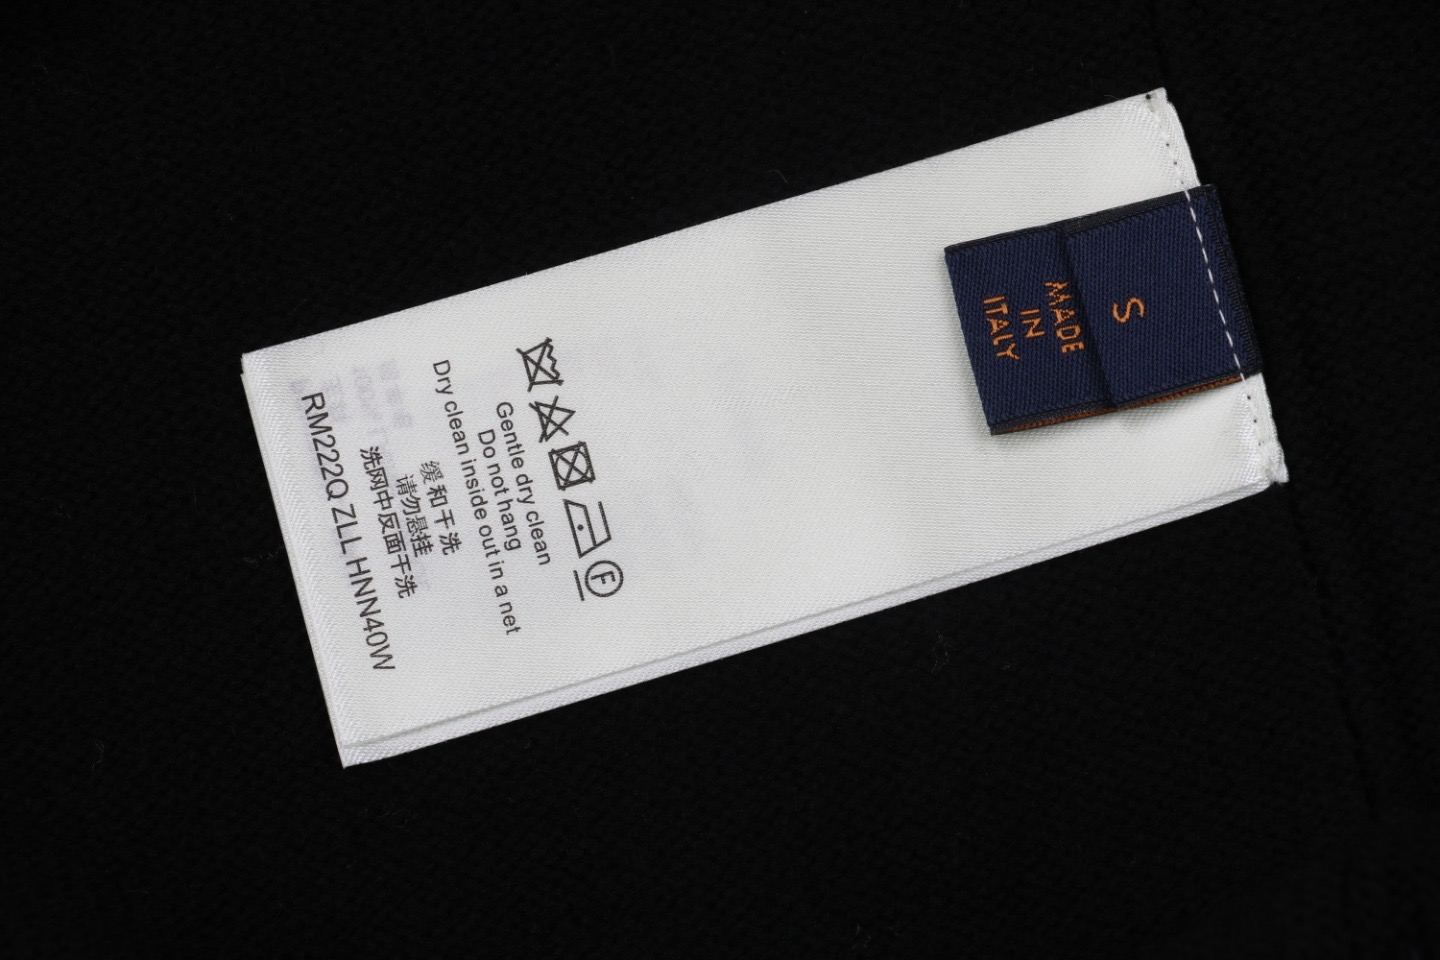 S
MADE
IN
ITALY
F
Gentle dry clean
Do not hang
Dry clean inside out in a net
缓和干洗
请勿悬挂
洗网中反面干洗
RM222Q ZLL HNN40W